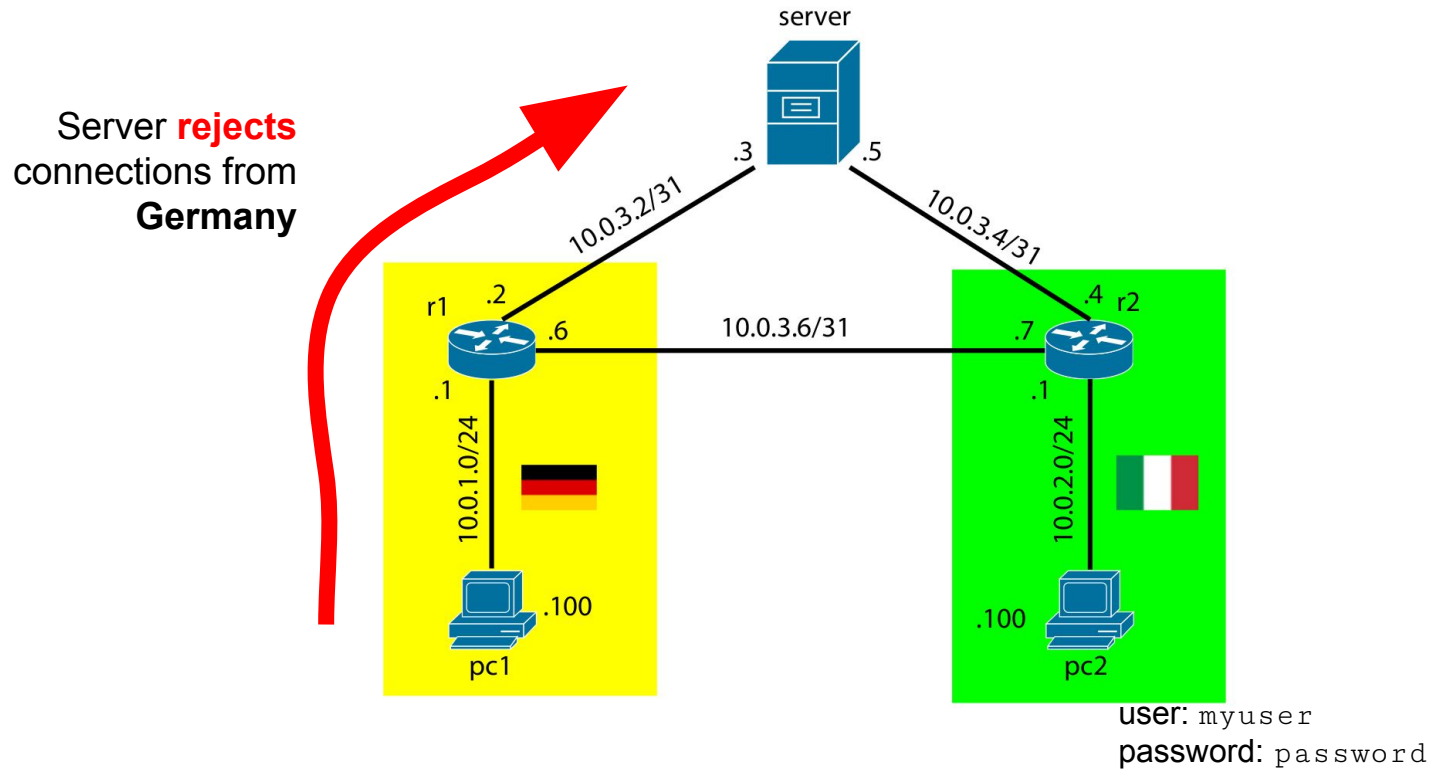 server
Server rejects
connections from
Germany
.3
.5
10.0.3.2/31
10.0.3.4/31
r1
.2
.6
10.0.3.6/31
.7
.4
r2
.1
.1
10.0.1.0/24
10.0.2.0/24
.100
.100
pc1
pc2
user: myuser
password: password